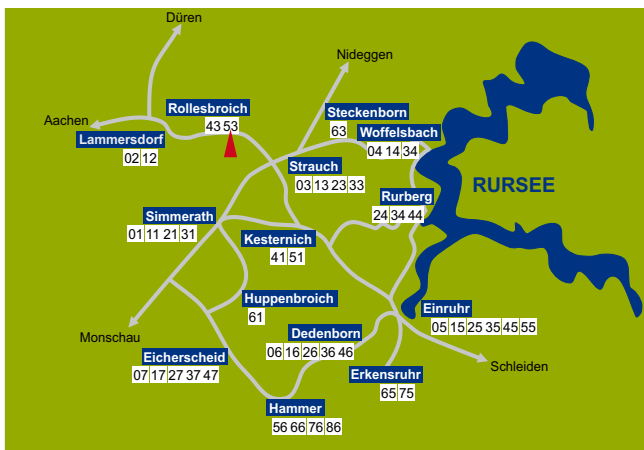 Düren
Nideggen
Rollesbroich
43 53
Aachen
Lammersdorf
02 12
Steckenborn
63
Woffelsbach
04 14 34
Strauch
03 13 23 33
RURSEE
Rurberg
24 34 44
Simmerath
01 11 21 31
Kesternich
41 51
Huppenbroich
61
Einruhr
05 15 25 35 45 55
Monschau
Dedenborn
06 16 26 36 46
Eicherscheid
07 17 27 37 47
Schleiden
Erkensruhr
65 75
Hammer
56 66 76 86